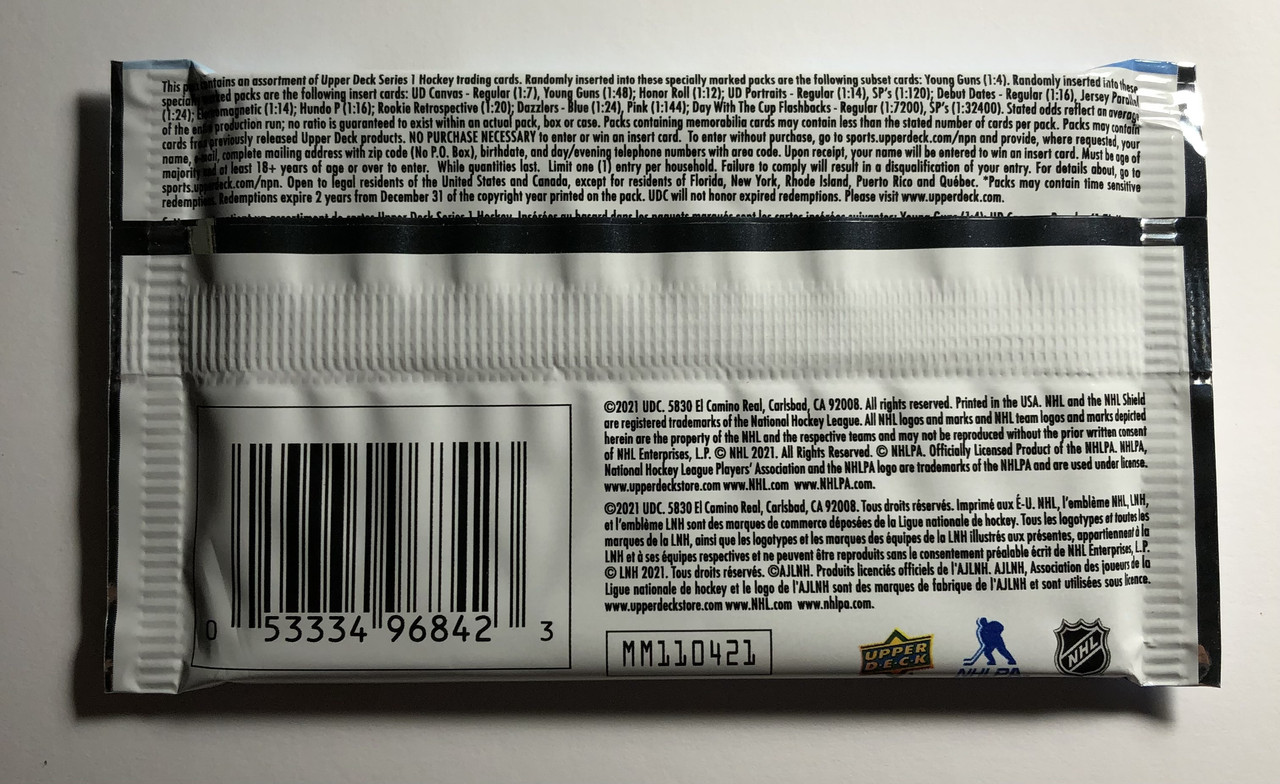 This pack contains an assortment of Upper Deck Series 1 Hockey trading cards. Randomly inserted into these specially marked packs are the following subset cards: Young Guns (1:4). Randomly inserted into these
specially marked packs are the following insert cards: UD Canvas - Regular (1:7), Young Guns (1:48); Honor Roll (1:12); UD Portraits - Regular (1:14), SP's (1:120); Debut Dates - Regular (1:16), Jersey Parallel
(1:24); Electromagnetic (1:14); Hundo P (1:16); Rookie Retrospective (1:20); Dazzlers - Blue (1:24), Pink (1:144); Day With The Cup Flashbacks - Regular (1:7200), SP's (1:32400). Stated odds reflect an average
of the entire production run; no ratio is guaranteed to exist within an actual pack, box or case. Packs containing memorabilia cards may contain less than the stated number of cards per pack. Packs may contain
cards from previously released Upper Deck products. NO PURCHASE NECESSARY to enter or win an insert card. To enter without purchase, go to sports.upperdeck.com/npn and provide, where requested, your
name, e-mail, complete mailing address with zip code (No P.O. Box), birthdate, and day/evening telephone numbers with area code. Upon receipt, your name will be entered to win an insert card. Must be age of
majority and at least 18+ years of age or over to enter. While quantities last. Limit one (1) entry per household. Failure to comply will result in a disqualification of your entry. For details about, go to
sports.upperdeck.com/npn. Open to legal residents of the United States and Canada, except for residents of Florida, New York, Rhode Island, Puerto Rico and Québec. *Packs may contain time sensitive
redemptions. Redemptions expire 2 years from December 31 of the copyright year printed on the pack. UDC will not honor expired redemptions. Please visit www.upperdeck.com.
©2021 UDC. 5830 El Camino Real, Carlsbad, CA 92008. All rights reserved. Printed in the USA. NHL and the NHL Shield
are registered trademarks of the National Hockey League. All NHL logos and marks and NHL team logos and marks depicted
herein are the property of the NHL and the respective teams and may not be reproduced without the prior written consent
of NHL Enterprises, L.P. © NHL 2021. All Rights Reserved. © NHLPA. Officially Licensed Product of the NHLPA. NHLPA,
National Hockey League Players' Association and the NHLPA logo are trademarks of the NHLPA and are used under license.
www.upperdeckstore.com www.NHL.com www.NHLPA.com.
©2021 UDC. 5830 El Camino Real, Carlsbad, CA 92008. Tous droits réservés. Imprimé aux É-U. NHL, l'emblème NHL, LNH,
et l'emblème LNH sont des marques de commerce déposées de la Ligue nationale de hockey. Tous les logotypes et toutes les
marques de la LNH, ainsi que les logotypes et les marques des équipes de la LNH illustrés aux présentes, appartiennent à la
LNH et à ses équipes respectives et ne peuvent être reproduits sans le consentement préalable écrit de NHL Enterprises, L.P.
© LNH 2021. Tous droits réservés. ©AJLNH. Produits licenciés officiels de l'AJLNH. AJLNH, Association des joueurs de la
Ligue nationale de hockey et le logo de l'AJLNH sont des marques de fabrique de l'AJLNH et sont utilisées sous licence.
www.upperdeckstore.com www.NHL.com www.nhlpa.com.
0 53334 96842 3
MM110421
UPPER
DECK
NHLPA
NHL